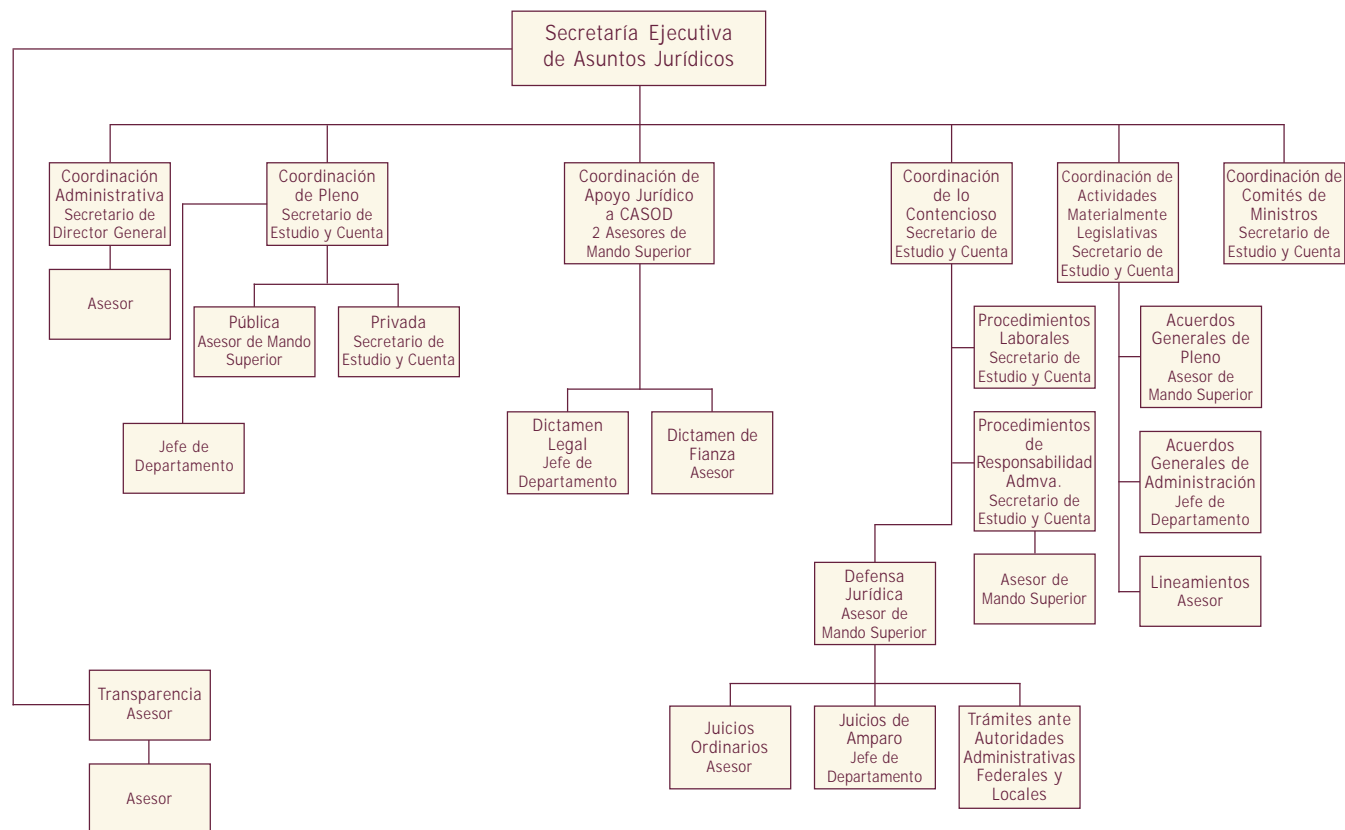 Secretaría Ejecutiva
de Asuntos Jurídicos
Coordinación
Administrativa
Secretario de
Director General
Coordinación
de Pleno
Secretario de
Estudio y Cuenta
Coordinación de
Apoyo Jurídico
a CASOD
2 Asesores de
Mando Superior
Coordinación
de lo
Contencioso
Secretario de
Estudio y Cuenta
Coordinación de
Actividades
Materialmente
Legislativas
Secretario de
Estudio y Cuenta
Coordinación de
Comités de
Ministros
Secretario de
Estudio y Cuenta
Asesor
Pública
Asesor de Mando
Superior
Privada
Secretario de
Estudio y Cuenta
Procedimientos
Laborales
Secretario de
Estudio y Cuenta
Acuerdos
Generales de
Pleno
Asesor de
Mando Superior
Jefe de
Departamento
Dictamen
Legal
Jefe de
Departamento
Dictamen de
Fianza
Asesor
Procedimientos
de
Responsabilidad
Admva.
Secretario de
Estudio y Cuenta
Acuerdos
Generales de
Administración
Jefe de
Departamento
Defensa
Jurídica
Asesor de
Mando Superior
Asesor de
Mando Superior
Lineamientos
Asesor
Transparencia
Asesor
Juicios
Ordinarios
Asesor
Juicios de
Amparo
Jefe de
Departamento
Trámites ante
Autoridades
Administrativas
Federales y
Locales
Asesor